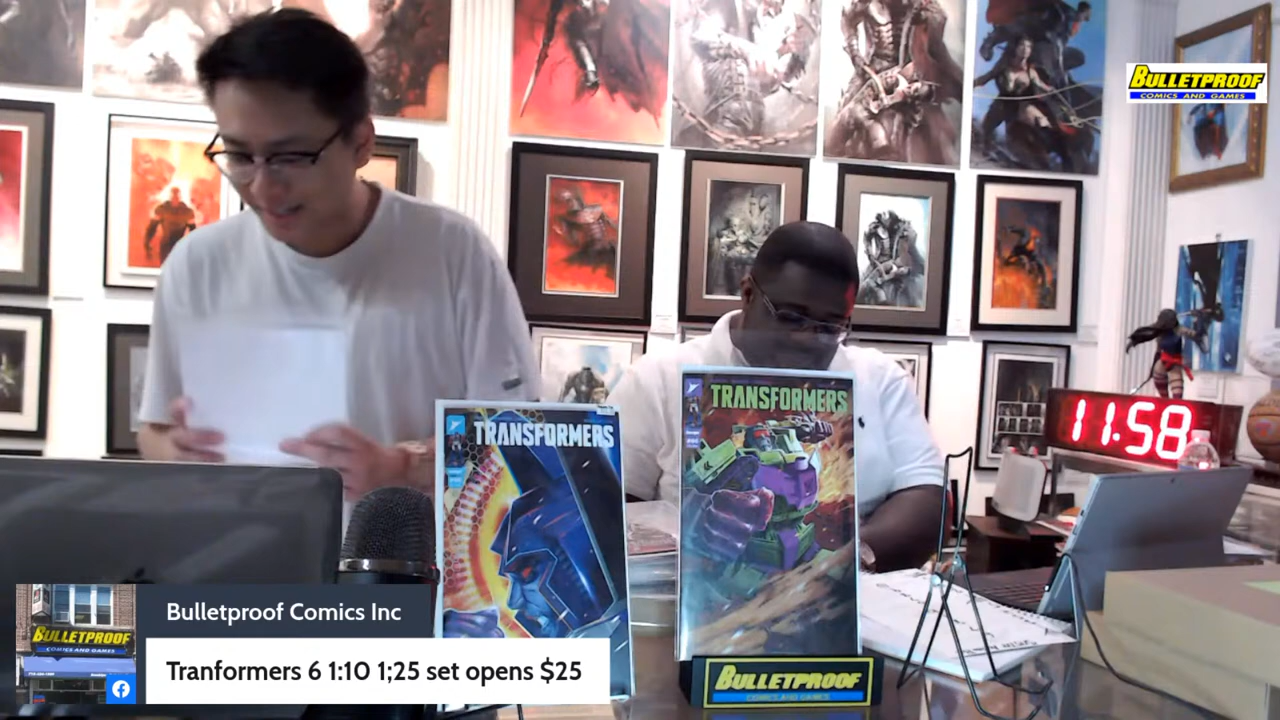 BULLETPROOF
COMICS AND GAMES
TRANSFORMERS
TRANSFORMERS
11:58
BULLETPROOF
COMICS AND GAMES
Bulletproof Comics Inc
Tranformers 6 1:10 1;25 set opens $25
BULLETPROOF
COMICS AND GAMES